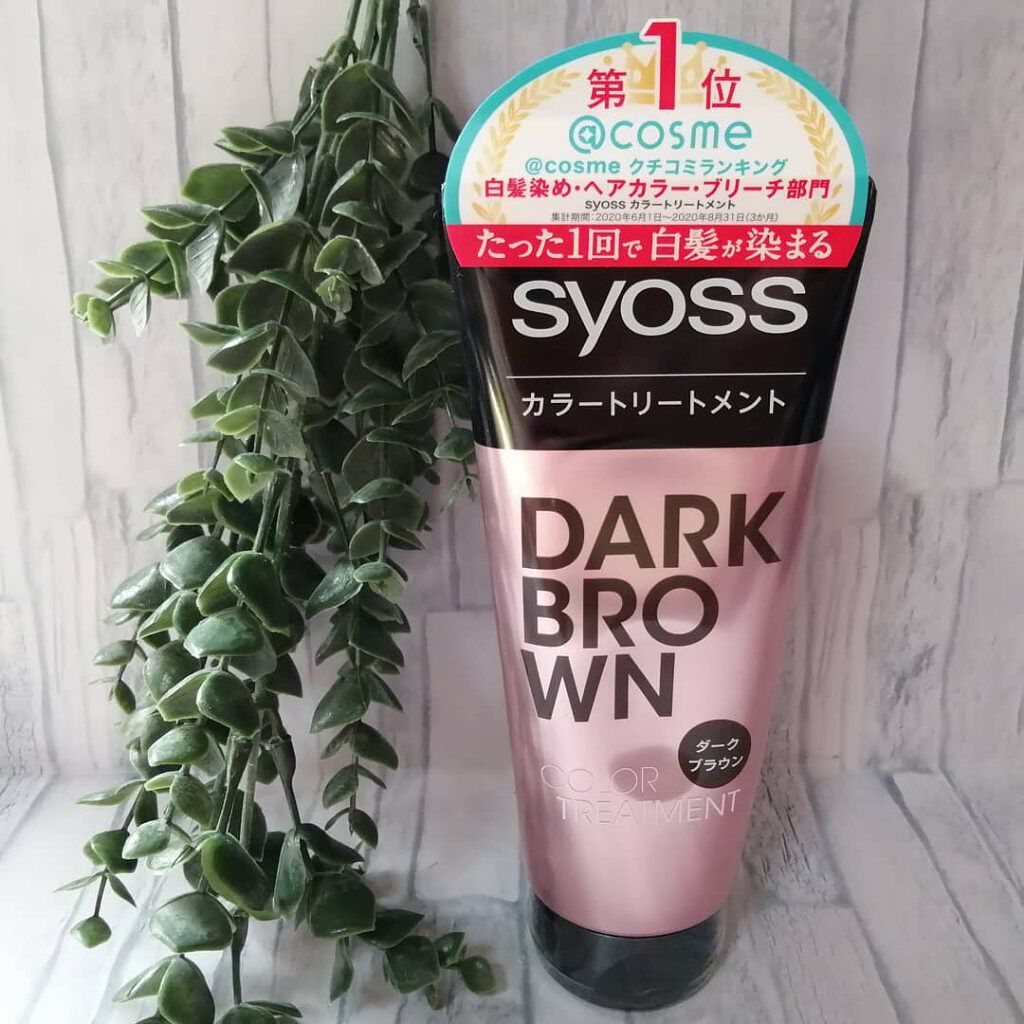 第1位
@cosme
@cosme クチコミランキング
白髪染め・ヘアカラー・ブリーチ部門
syoss カラートリートメント
集計期間:2020年6月1日〜2020年8月31日(3か月)
たった1回で白髪が染まる
syoss
カラートリートメント
DARK
BRO
WN
ダーク
ブラウン
COLOR
TREATMENT